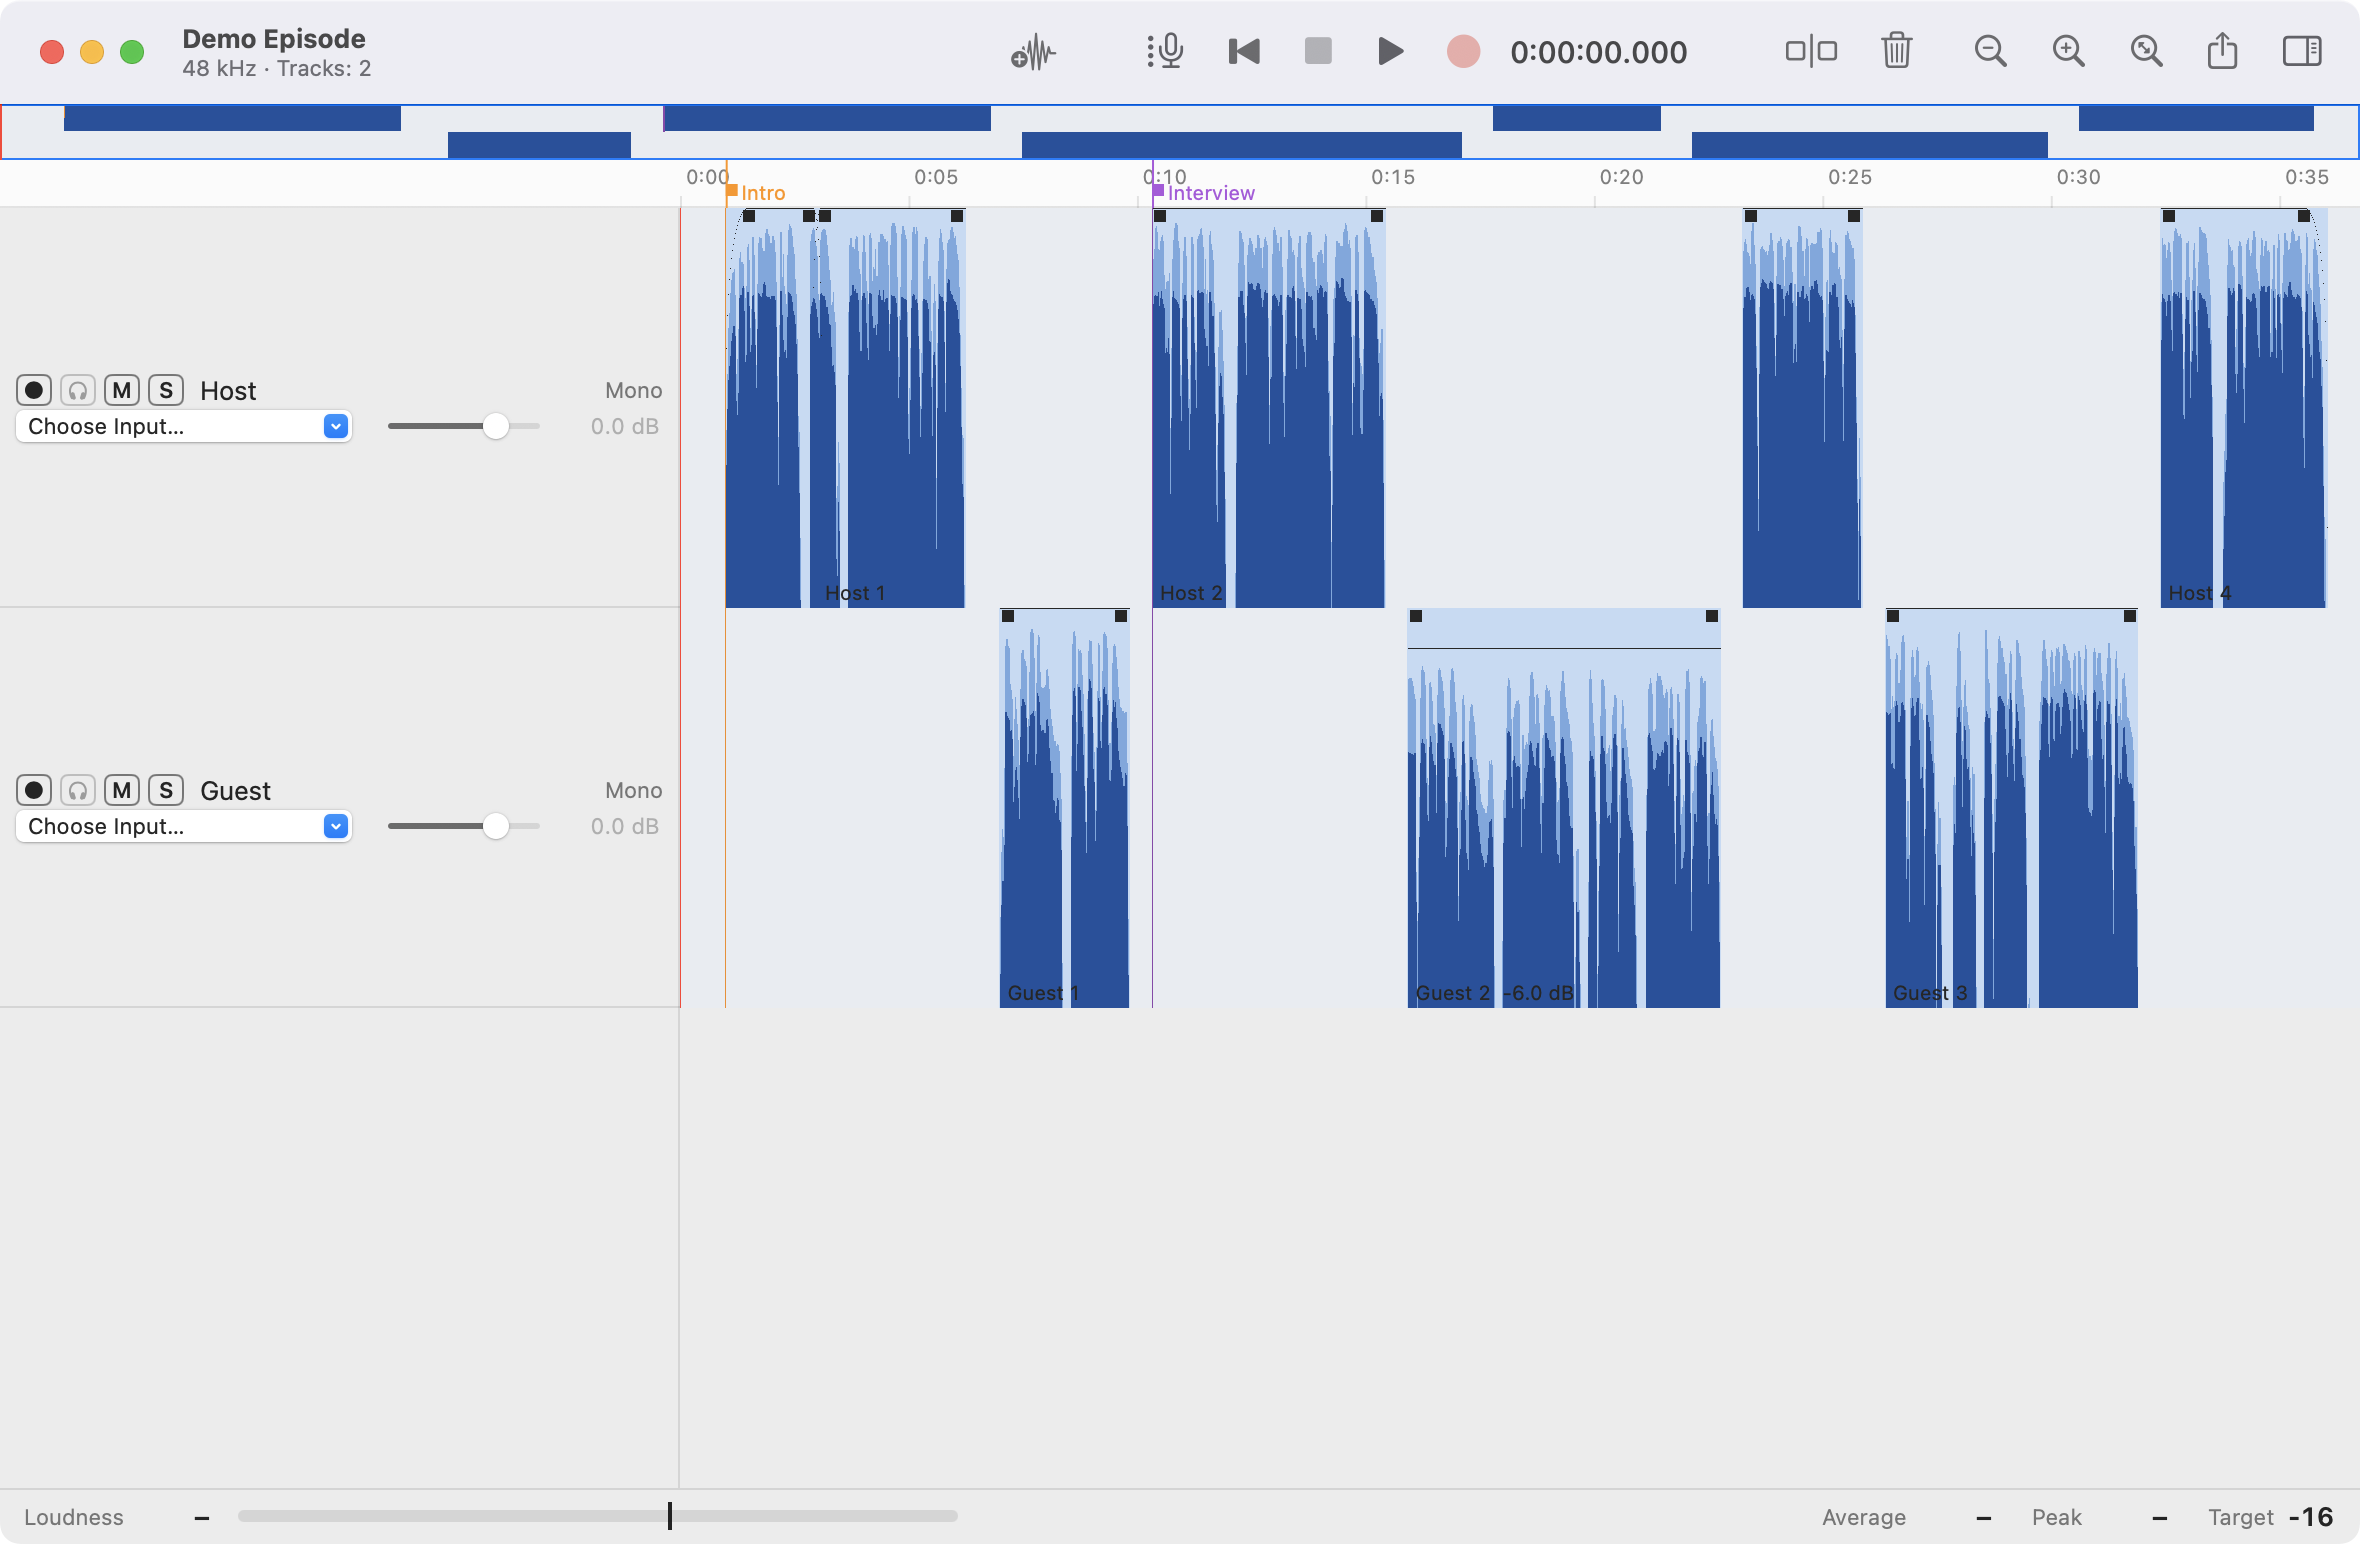 Demo Episode
48 kHz · Tracks: 2
0:00:00.000
0:00 0:05 0:10 0:15 0:20 0:25 0:30 0:35
Intro Interview
M S Host Mono
Choose Input... 0.0 dB
Host 1 Host 2 Host 4
M S Guest Mono
Choose Input... 0.0 dB
Guest 1 Guest 2 -6.0 dB Guest 3
Loudness – Average – Peak – Target -16